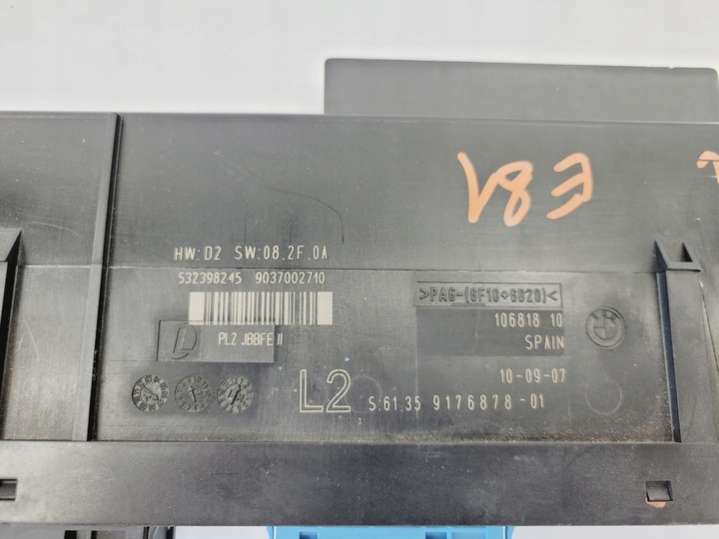 E81
HW:D2 SW:08.2F.0A
532398245 9037002710
>PA6-(GF10+GB20)<
PL2 JBBFE II
106818 10
SPAIN
10-09-07
L2 S:61.35 9176878-01